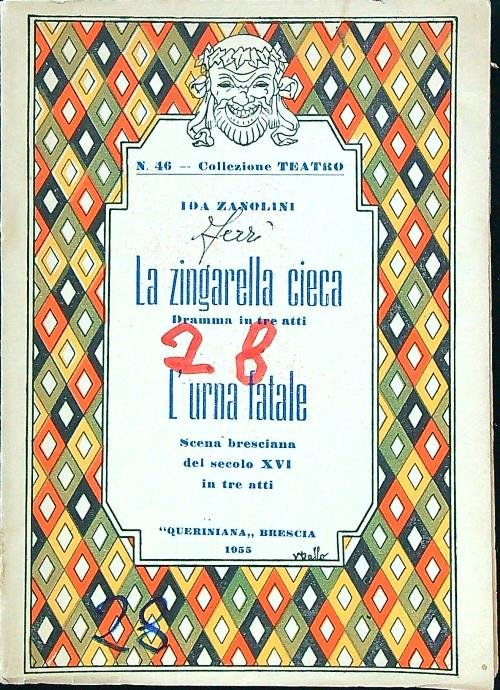 N. 46 — Collezione TEATRO
IDA ZANOLINI
Ferri
La zingarella cieca
Dramma in tre atti
28
L'urna fatale
Scena bresciana
del secolo XVI
in tre atti
“QUERINIANA„ BRESCIA
1955
28